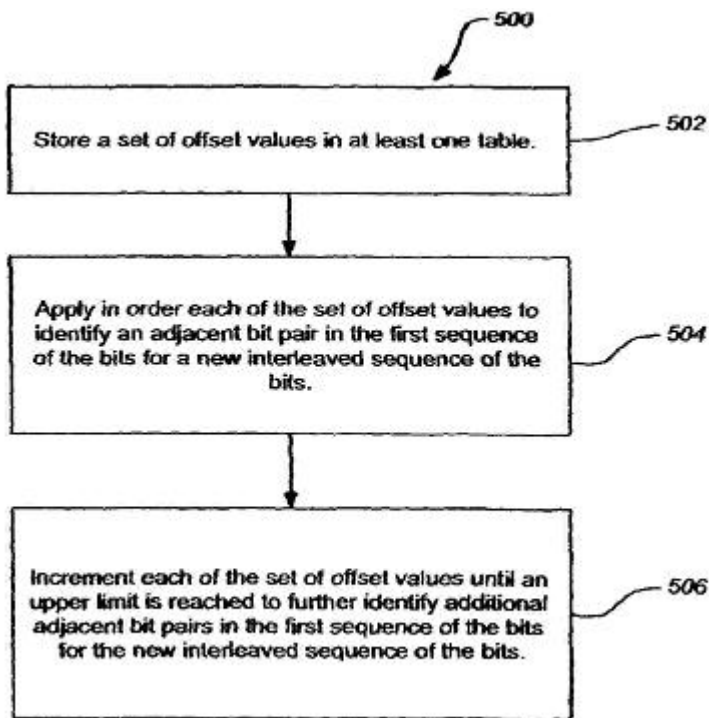 500
Store a set of offset values in at least one table.
502
Apply in order each of the set of offset values to
identify an adjacent bit pair in the first sequence
of the bits for a new interleaved sequence of the
bits.
504
Increment each of the set of offset values until an
upper limit is reached to further identify additional
adjacent bit pairs in the first sequence of the bits
for the new interleaved sequence of the bits.
506